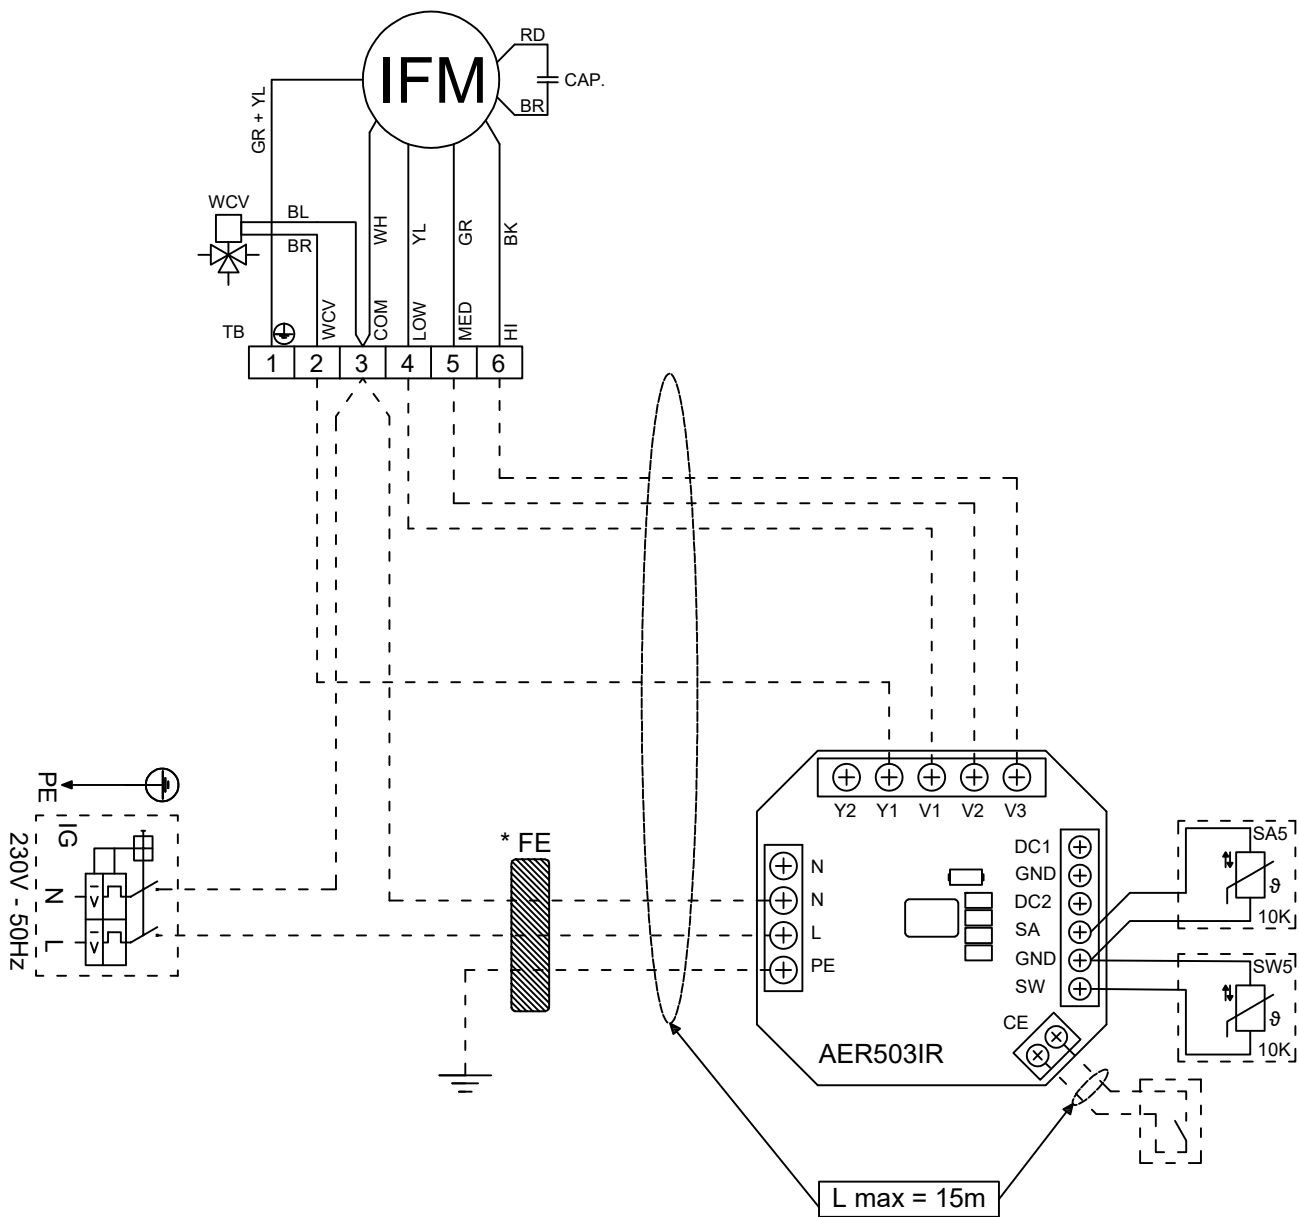 RD
IFM
CAP.
BR
GR + YL
WCV
BL
BR
WH
YL
GR
BK
TB
WCV
COM
LOW
MED
HI
1 2 3 4 5 6
PE
IG
N
L
230V - 50Hz
* FE
Y2 Y1 V1 V2 V3
N
N
L
PE
DC1
GND
DC2
SA
GND
SW
CE
AER503IR
SA5
ϑ
10K
SW5
ϑ
10K
L max = 15m